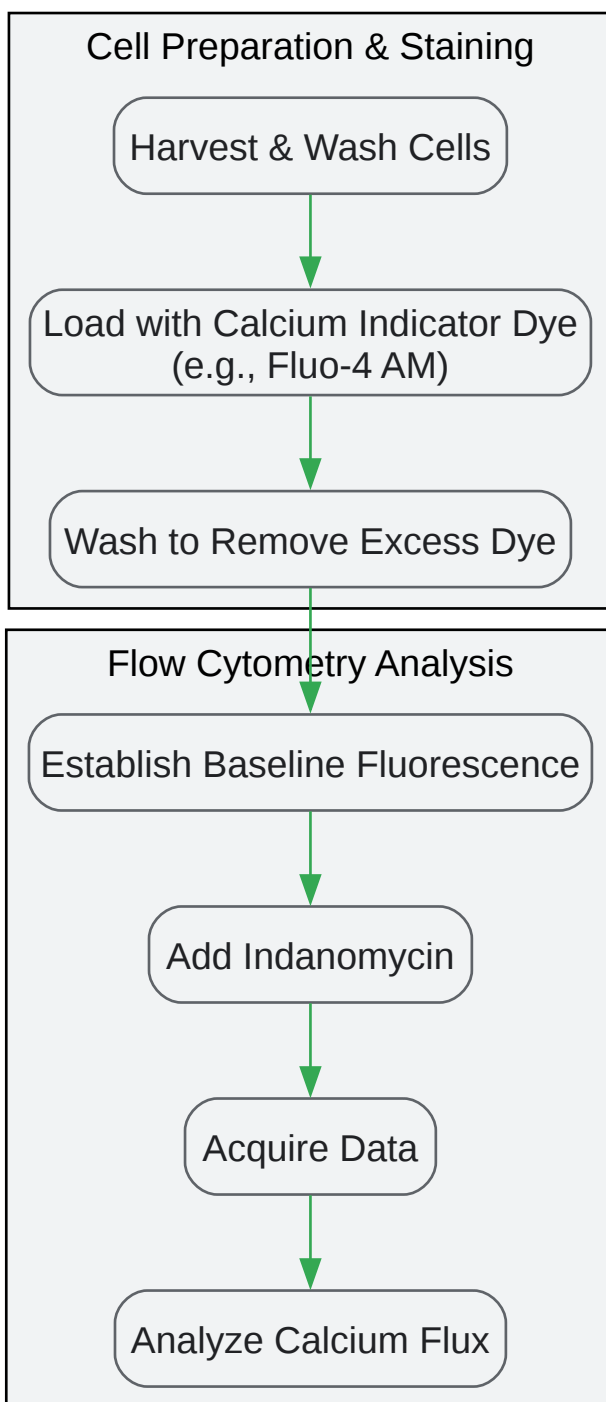 Cell Preparation & Staining
Harvest & Wash Cells
Load with Calcium Indicator Dye
(e.g., Fluo-4 AM)
Wash to Remove Excess Dye
Flow Cytometry Analysis
Establish Baseline Fluorescence
Add Indanomycin
Acquire Data
Analyze Calcium Flux